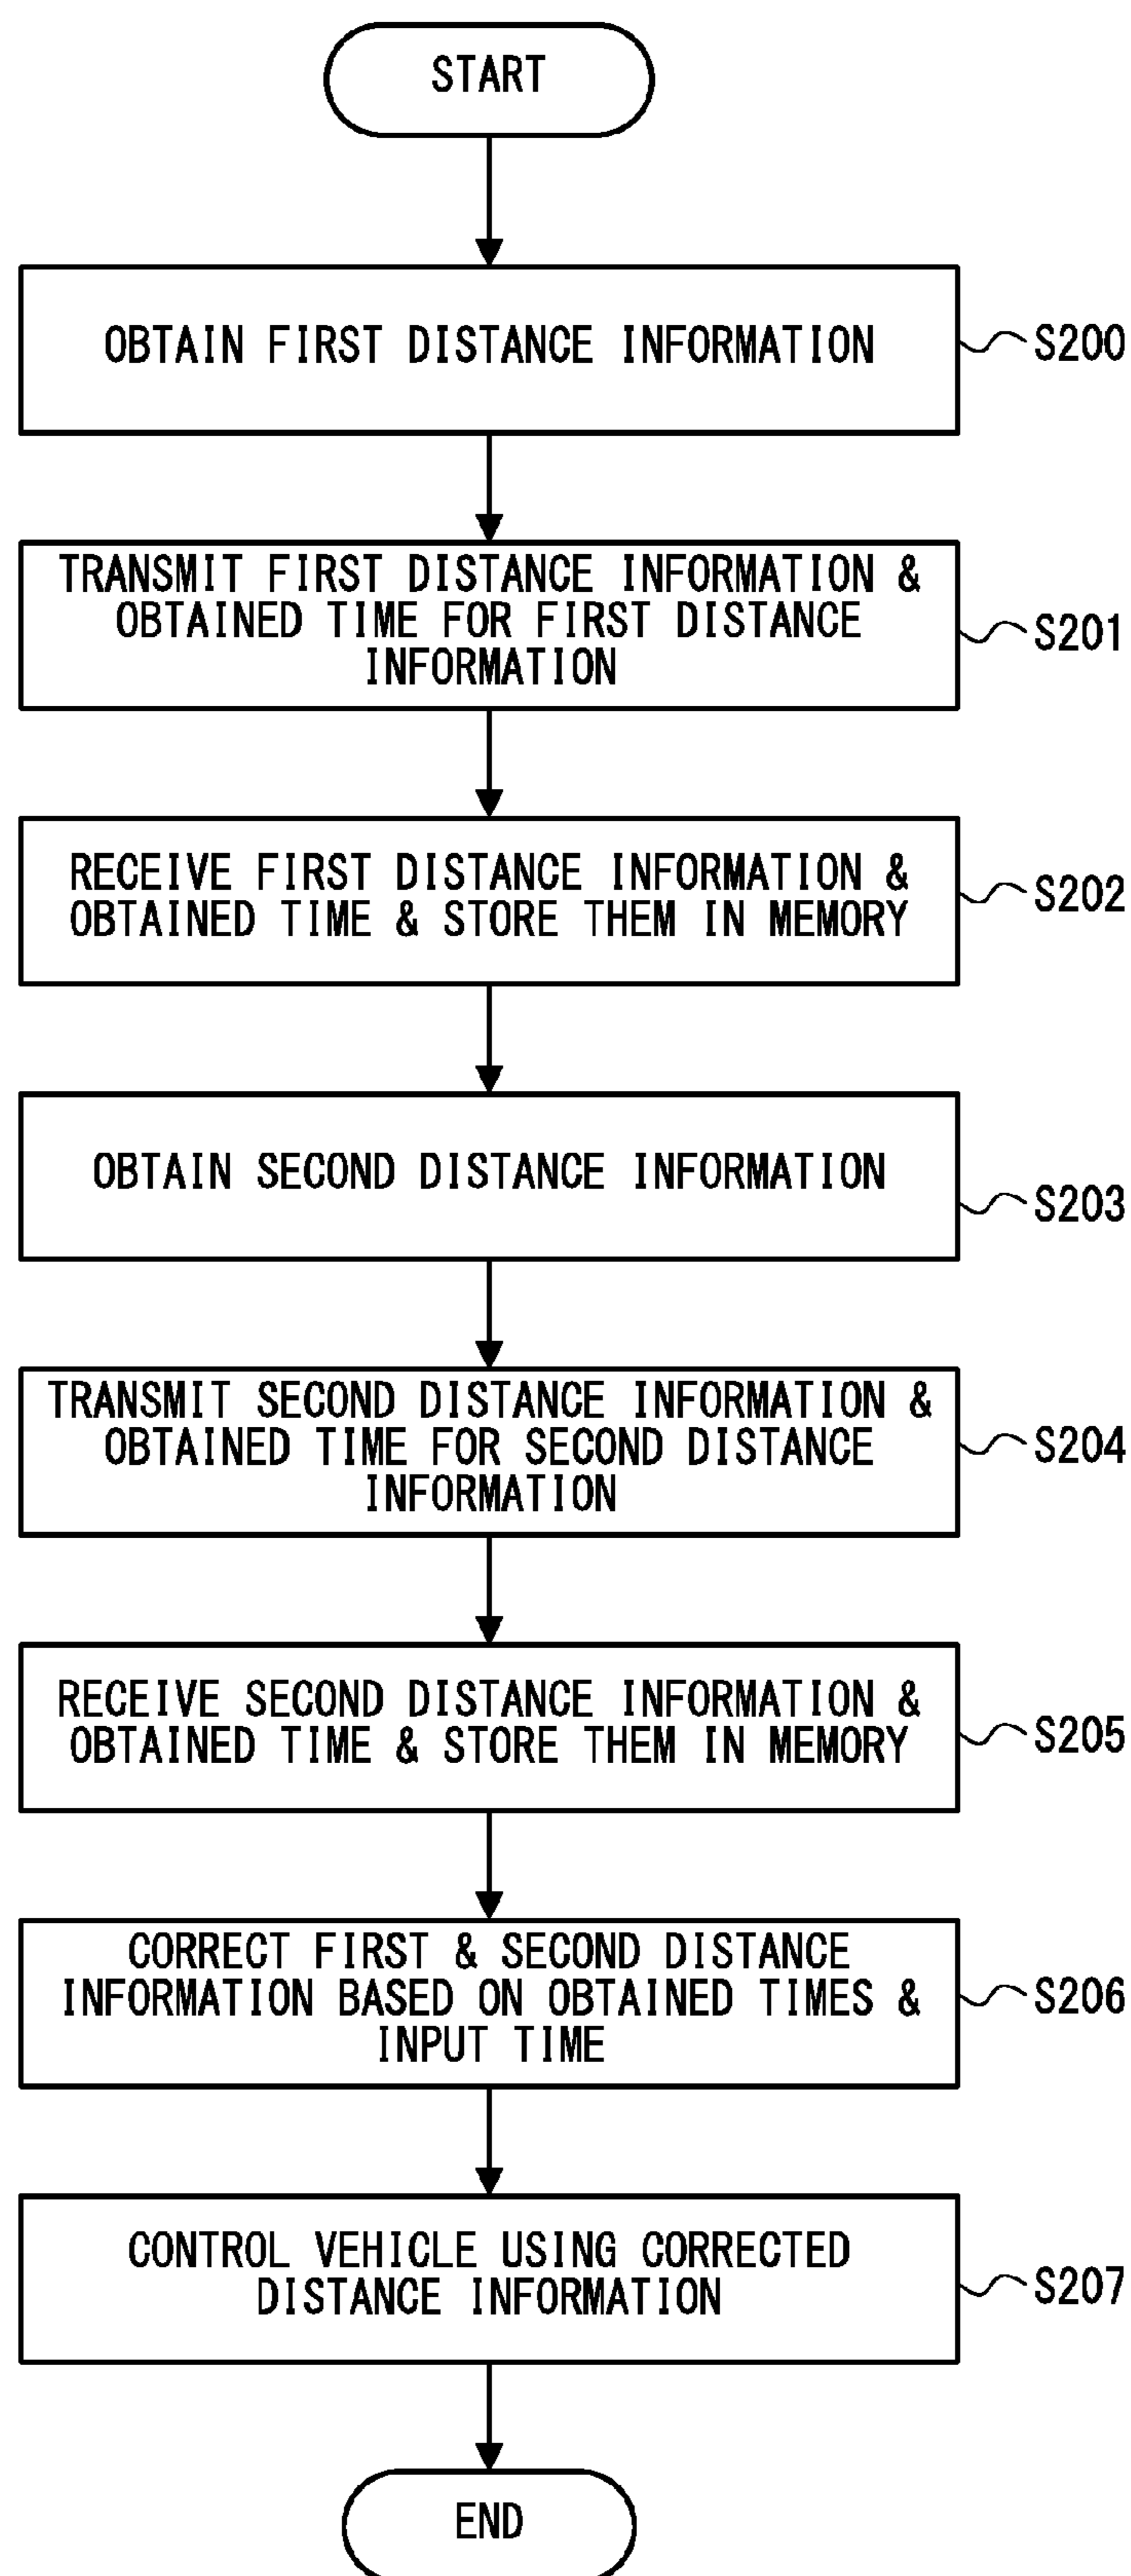 START
OBTAIN FIRST DISTANCE INFORMATION
S200
TRANSMIT FIRST DISTANCE INFORMATION &
OBTAINED TIME FOR FIRST DISTANCE
INFORMATION
S201
RECEIVE FIRST DISTANCE INFORMATION &
OBTAINED TIME & STORE THEM IN MEMORY
S202
OBTAIN SECOND DISTANCE INFORMATION
S203
TRANSMIT SECOND DISTANCE INFORMATION &
OBTAINED TIME FOR SECOND DISTANCE
INFORMATION
S204
RECEIVE SECOND DISTANCE INFORMATION &
OBTAINED TIME & STORE THEM IN MEMORY
S205
CORRECT FIRST & SECOND DISTANCE
INFORMATION BASED ON OBTAINED TIMES &
INPUT TIME
S206
CONTROL VEHICLE USING CORRECTED
DISTANCE INFORMATION
S207
END